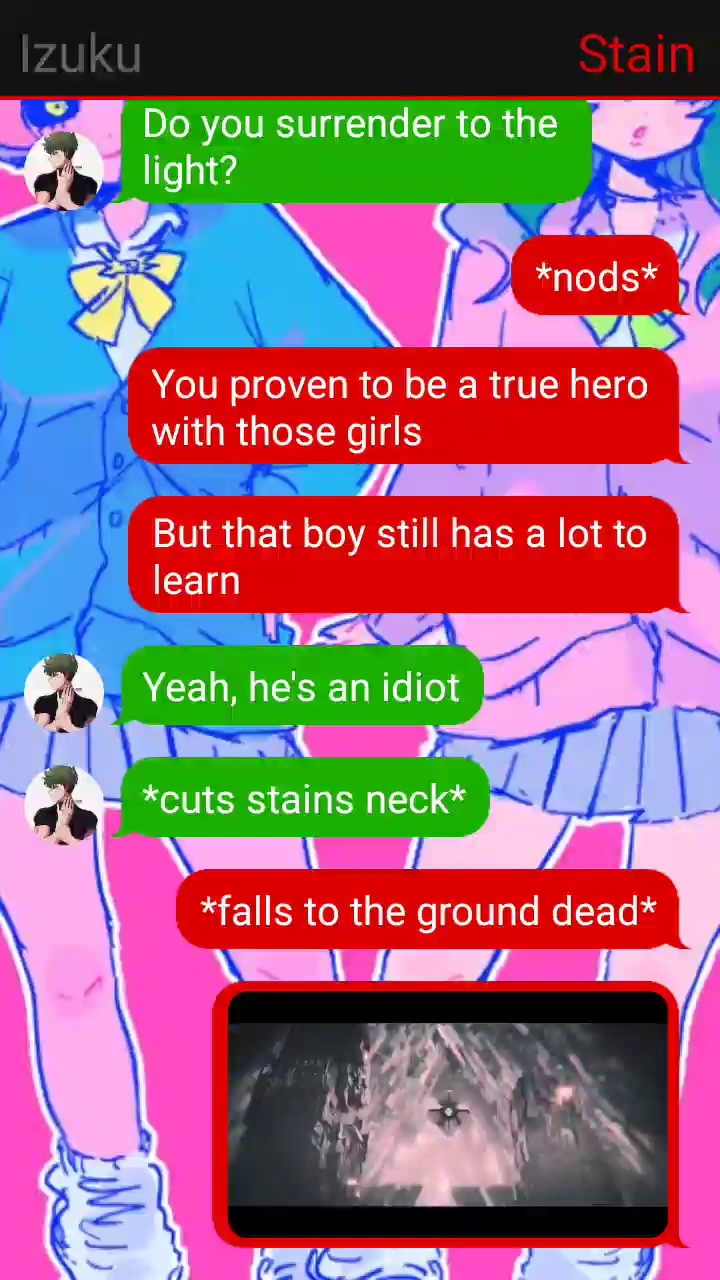 Izuku
Stain
Do you surrender to the
light?
*nods*
You proven to be a true hero
with those girls
But that boy still has a lot to
learn
Yeah, he's an idiot
*cuts stains neck*
*falls to the ground dead*